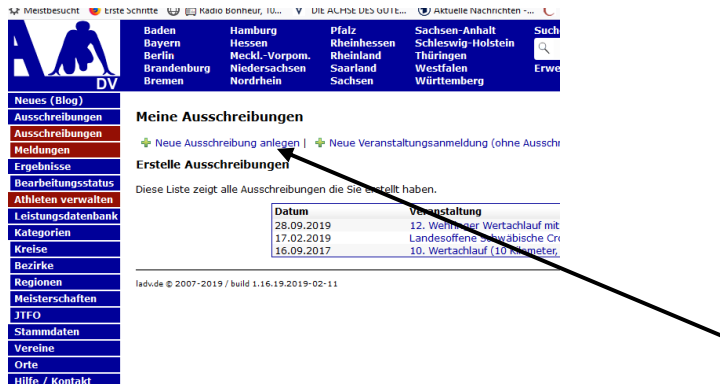 Meistbesucht Erste Schritte Radio Bonheur, 10... DIE ACHSE DES GUTE... Aktuelle Nachrichten -...
DV
Baden Hamburg Pfalz Sachsen-Anhalt
Bayern Hessen Rheinhessen Schleswig-Holstein
Berlin Meckl.-Vorpom. Rheinland Thüringen
Brandenburg Niedersachsen Saarland Westfalen
Bremen Nordrhein Sachsen Württemberg
Such
Erwe
Neues (Blog)
Ausschreibungen
Ausschreibungen
Meldungen
Ergebnisse
Bearbeitungsstatus
Athleten verwalten
Leistungsdatenbank
Kategorien
Kreise
Bezirke
Regionen
Meisterschaften
JTFO
Stammdaten
Vereine
Orte
Hilfe / Kontakt
Meine Ausschreibungen
Neue Ausschreibung anlegen | Neue Veranstaltungsanmeldung (ohne Ausschr
Erstelle Ausschreibungen
Diese Liste zeigt alle Ausschreibungen die Sie erstellt haben.
Datum Veranstaltung
28.09.2019 12. Wehringer Wertachlauf mit
17.02.2019 Landesoffene Schwäbische Cro
16.09.2017 10. Wertachlauf (10 Kilometer,
ladv.de © 2007-2019 / build 1.16.19.2019-02-11